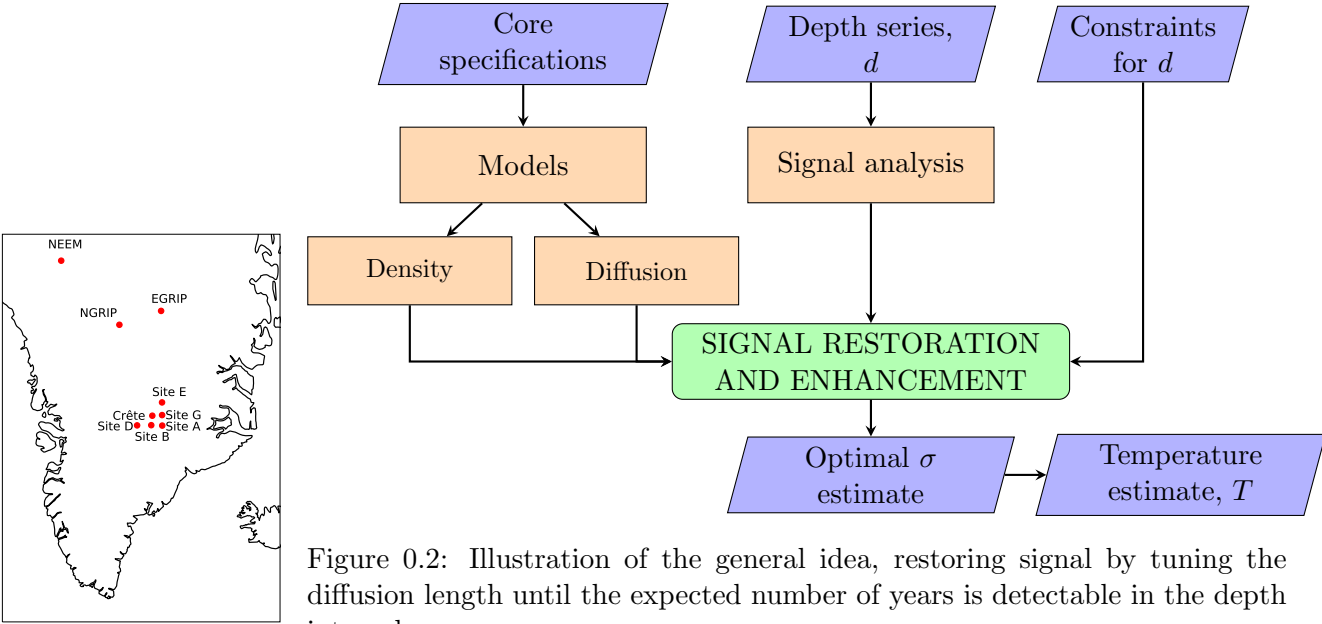 Core
specifications
Depth series,
d
Constraints
for d
Models
Signal analysis
Density
Diffusion
SIGNAL RESTORATION
AND ENHANCEMENT
Optimal σ
estimate
Temperature
estimate, T
NEEM
EGRIP
NGRIP
Site E
Crête
Site G
Site D
Site A
Site B
Figure 0.2: Illustration of the general idea, restoring signal by tuning the
diffusion length until the expected number of years is detectable in the depth